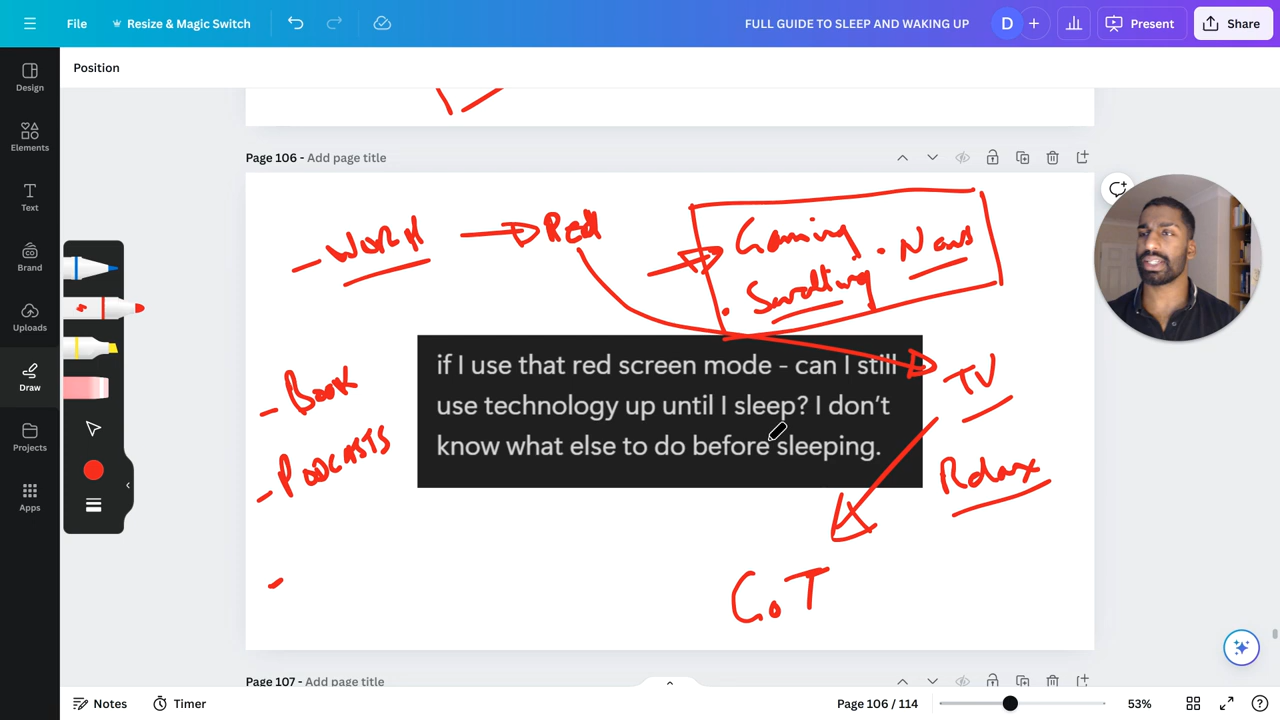 File
Resize & Magic Switch
FULL GUIDE TO SLEEP AND WAKING UP
D
Present
Share
Position
Design
Elements
Text
Brand
Uploads
Draw
Projects
Apps
Page 106 - Add page title
- WORK → Red
Gaming
. News
. Scrolling
if I use that red screen mode - can I still
use technology up until I sleep? I don't
know what else to do before sleeping.
TV
Relax
- Book
- PODCASTS
-
GoT
Page 107 - Add page title
Notes
Timer
Page 106 / 114
53%